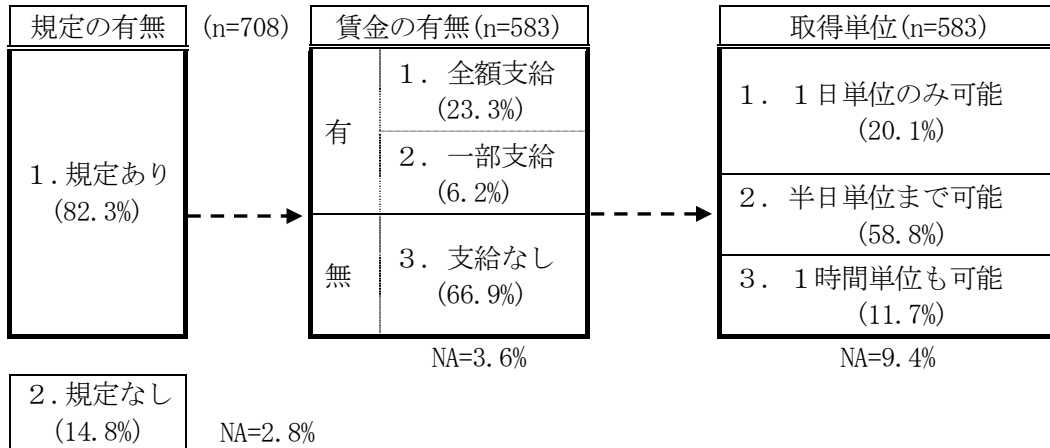 規定の有無 (n=708) 賃金の有無(n=583) 取得単位(n=583)
1.規定あり
(82.3%)
有
1. 全額支給
(23.3%)
2. 一部支給
(6.2%)
無
3. 支給なし
(66.9%)
NA=3.6%
1. 1日単位のみ可能
(20.1%)
2. 半日単位まで可能
(58.8%)
3. 1時間単位も可能
(11.7%)
NA=9.4%
2.規定なし
(14.8%) NA=2.8%